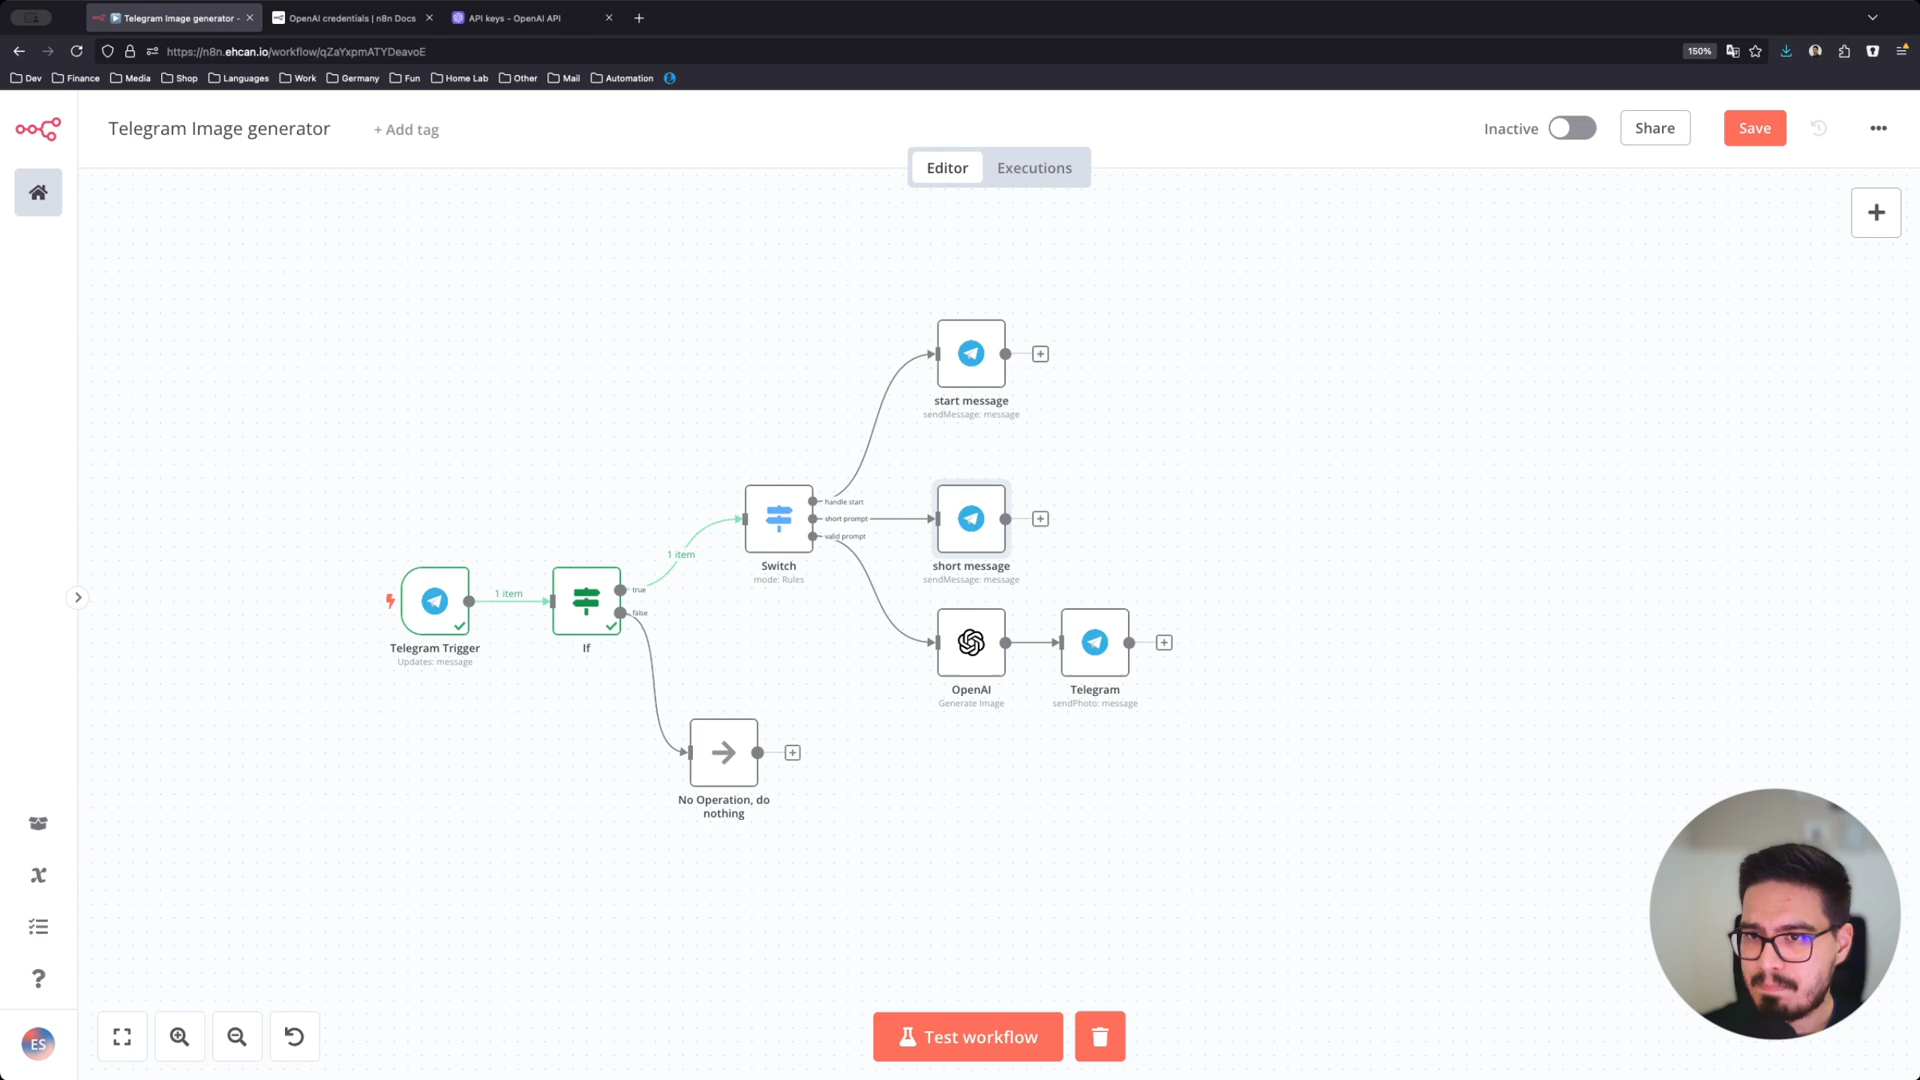 Telegram Image generator -
OpenAI credentials | n8n Docs
API keys - OpenAI API
https://n8n.ehcan.io/workflow/qZaYxpmATYDeavoE
150%
Dev
Finance
Media
Shop
Languages
Work
Germany
Fun
Home Lab
Other
Mail
Automation
Telegram Image generator
+ Add tag
Inactive
Share
Save
Editor
Executions
start message
sendMessage: message
handle start
short prompt
valid prompt
Switch
mode: Rules
short message
sendMessage: message
1 item
1 item
true
false
Telegram Trigger
Updates: message
If
OpenAI
Generate Image
Telegram
sendPhoto: message
No Operation, do
nothing
ES
Test workflow